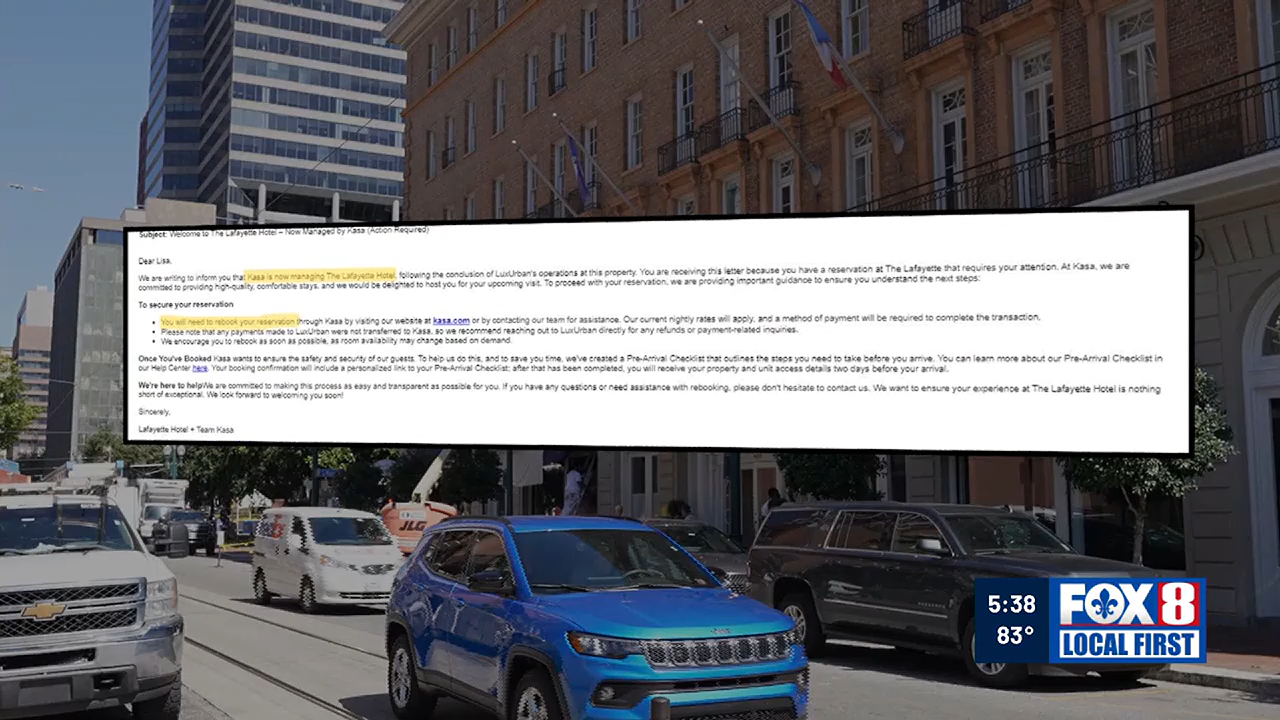 Subject: Welcome to The Lafayette Hotel – Now Managed by Kasa (Action Required)
Dear Lisa,
We are writing to inform you that Kasa is now managing The Lafayette Hotel, following the conclusion of LuxUrban's operations at this property. You are receiving this letter because you have a reservation at The Lafayette that requires your attention. At Kasa, we are
committed to providing high-quality, comfortable stays, and we would be delighted to host you for your upcoming visit. To proceed with your reservation, we are providing important guidance to ensure you understand the next steps:
To secure your reservation
• You will need to rebook your reservation through Kasa by visiting our website at kasa.com or by contacting our team for assistance. Our current nightly rates will apply, and a method of payment will be required to complete the transaction.
• Please note that any payments made to LuxUrban were not transferred to Kasa, so we recommend reaching out to LuxUrban directly for any refunds or payment-related inquiries.
• We encourage you to rebook as soon as possible, as room availability may change based on demand.
Once You've Booked Kasa wants to ensure the safety and security of our guests. To help us do this, and to save you time, we've created a Pre-Arrival Checklist that outlines the steps you need to take before you arrive. You can learn more about our Pre-Arrival Checklist in
our Help Center here. Your booking confirmation will include a personalized link to your Pre-Arrival Checklist; after that has been completed, you will receive your property and unit access details two days before your arrival.
We're here to helpWe are committed to making this process as easy and transparent as possible for you. If you have any questions or need assistance with rebooking, please don't hesitate to contact us. We want to ensure your experience at The Lafayette Hotel is nothing
short of exceptional. We look forward to welcoming you soon!
Sincerely,
Lafayette Hotel + Team Kasa
JLG
5:38
83°
FOX 8
LOCAL FIRST